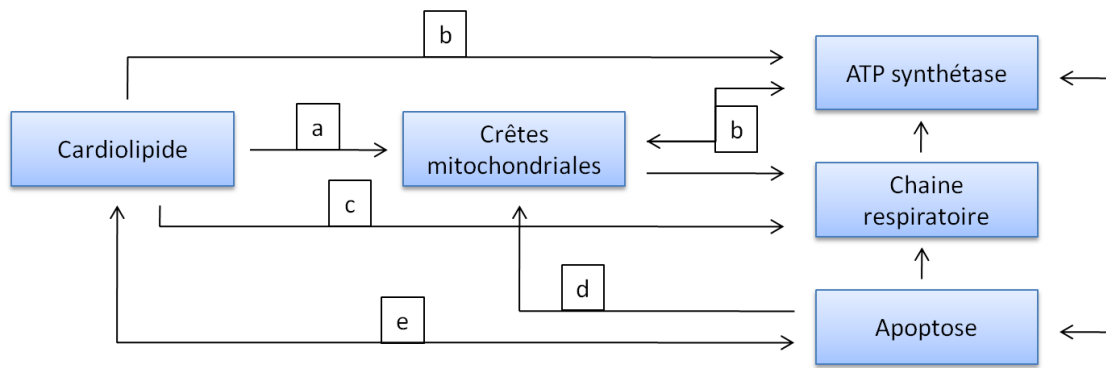 b
ATP synthétase
Cardiolipide
a
Crêtes
mitochondriales
b
Chaine
respiratoire
c
d
Apoptose
e